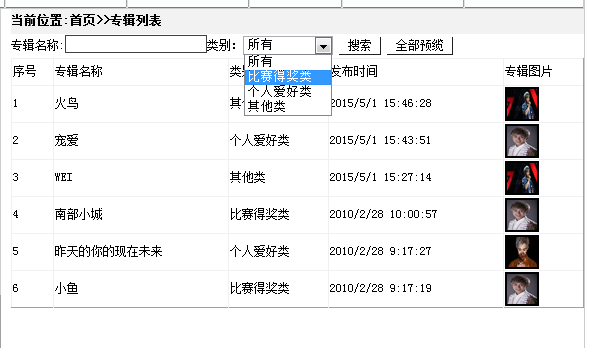 当前位置:首页>>专辑列表
专辑名称: 类别: 所有 搜索 全部预缆
所有
比赛得奖类
个人爱好类
其他类
序号 专辑名称 发布时间 专辑图片
1 火鸟 2015/5/1 15:46:28
2 宠爱 个人爱好类 2015/5/1 15:43:51
3 WEI 其他类 2015/5/1 15:27:14
4 南部小城 比赛得奖类 2010/2/28 10:00:57
5 昨天的你的现在未来 个人爱好类 2010/2/28 9:17:27
6 小鱼 比赛得奖类 2010/2/28 9:17:19